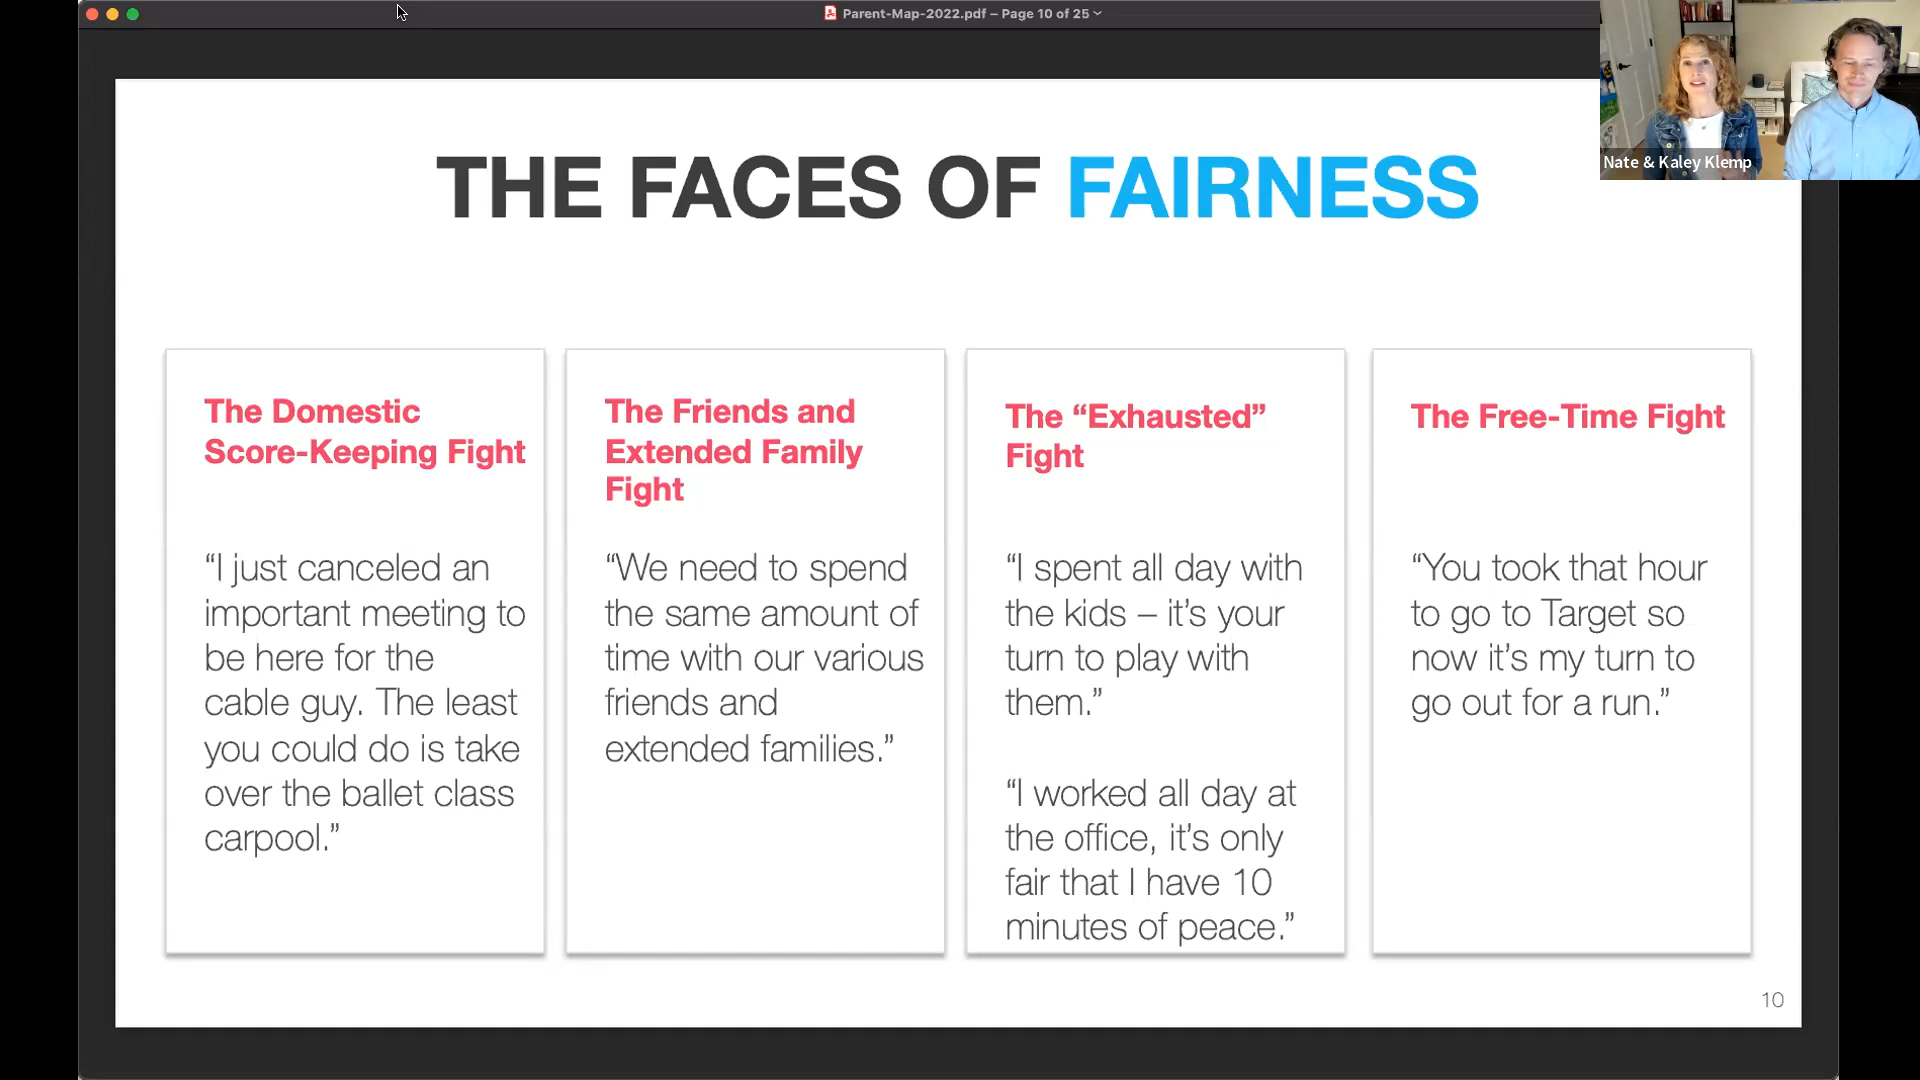 Parent-Map-2022.pdf – Page 10 of 25
Nate & Kaley Klemp
THE FACES OF FAIRNESS
The Domestic
Score-Keeping Fight
“I just canceled an
important meeting to
be here for the
cable guy. The least
you could do is take
over the ballet class
carpool.”
The Friends and
Extended Family
Fight
“We need to spend
the same amount of
time with our various
friends and
extended families.”
The “Exhausted”
Fight
“I spent all day with
the kids – it’s your
turn to play with
them.”
“I worked all day at
the office, it’s only
fair that I have 10
minutes of peace.”
The Free-Time Fight
“You took that hour
to go to Target so
now it’s my turn to
go out for a run.”
10